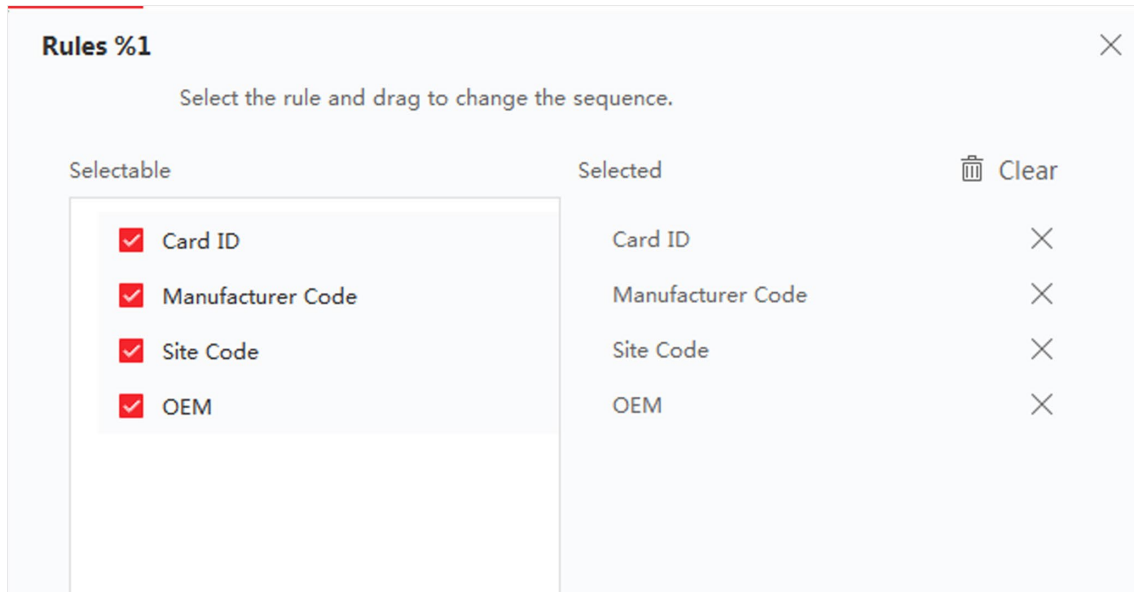 Rules %1
Select the rule and drag to change the sequence.
Selectable
Selected
Clear
Card ID
Manufacturer Code
Site Code
OEM
Card ID
Manufacturer Code
Site Code
OEM